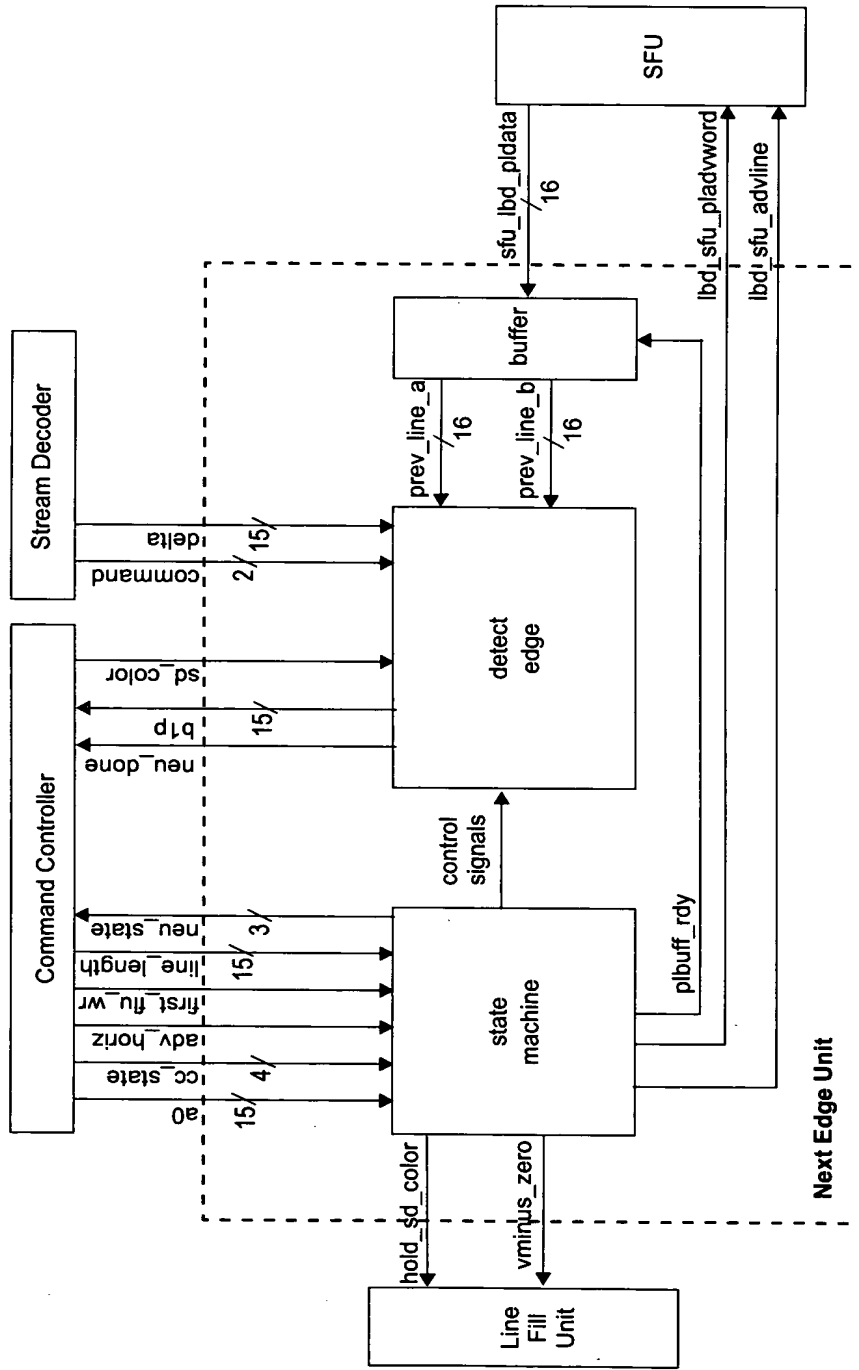 Command Controller
Stream Decoder
a0
15
cc_state
4
adv_horiz
first_flu_wr
line_length
15
neu_state
3
neu_done
b1p
15
sd_color
command
2
delta
15
hold_sd_color
vminus_zero
Line
Fill
Unit
state
machine
control
signals
detect
edge
prev_line_a
16
prev_line_b
16
buffer
sfu_lbd_pldata
16
SFU
plbuff_rdy
lbd_sfu_pladvword
lbd_sfu_advline
Next Edge Unit